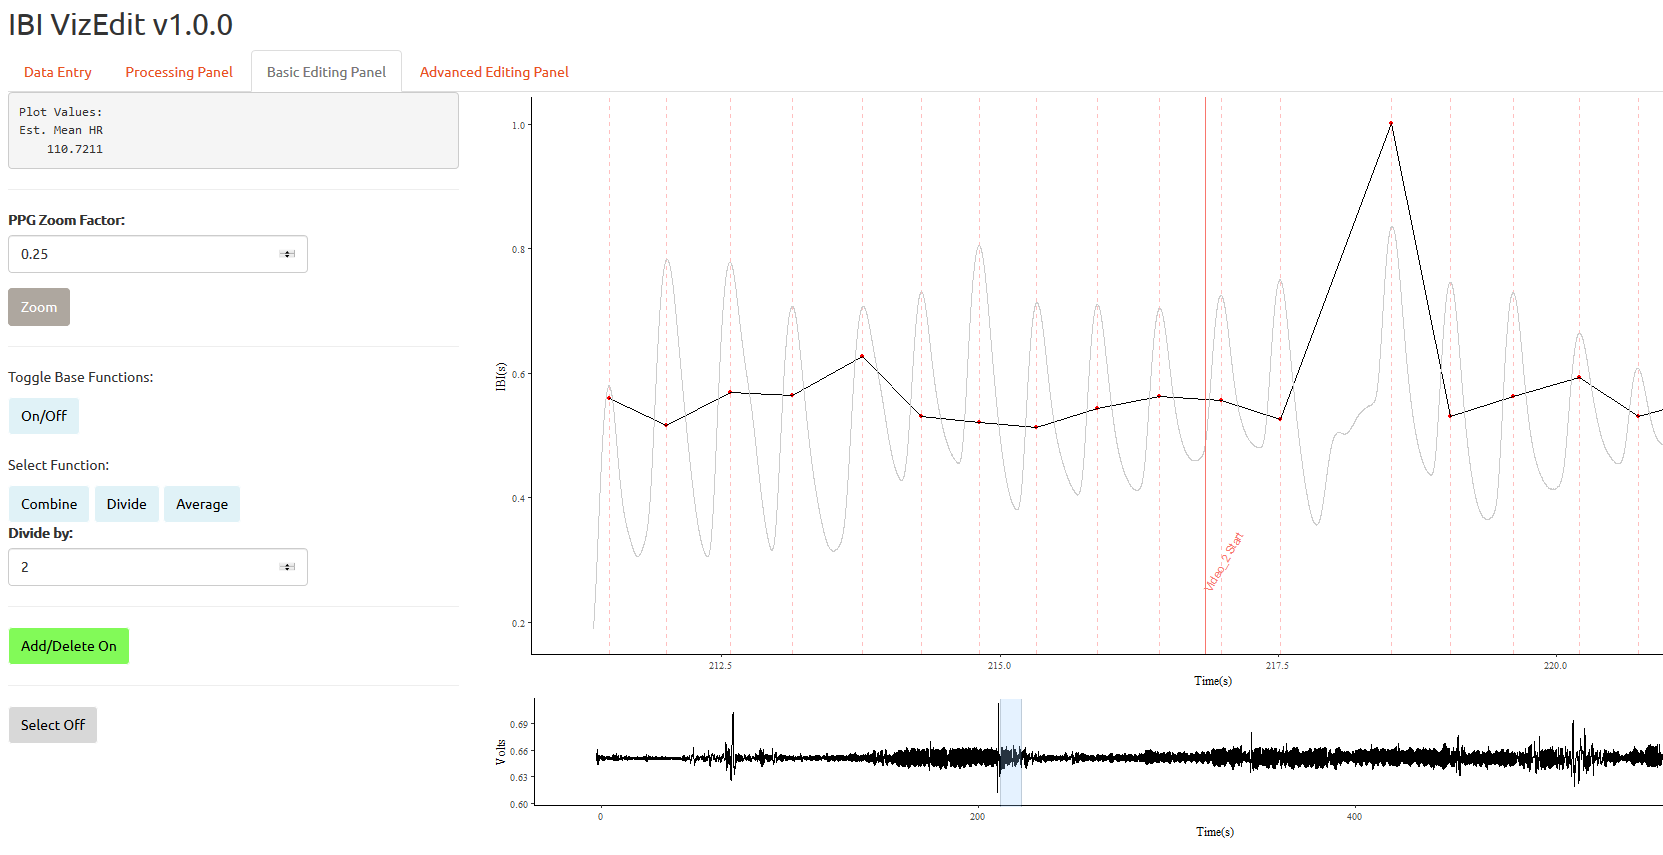 IBI VizEdit v1.0.0
Data Entry Processing Panel Basic Editing Panel Advanced Editing Panel
Plot Values:
Est. Mean HR
110.7211
PPG Zoom Factor:
0.25
Zoom
Toggle Base Functions:
On/Off
Select Function:
Combine Divide Average
Divide by:
2
Add/Delete On
Select Off
IBI(s)
1.0
0.8
0.6
0.4
0.2
Video_2 Start
212.5 215.0 217.5 220.0
Time(s)
Volts
0.69
0.66
0.63
0.60
0 200 400
Time(s)